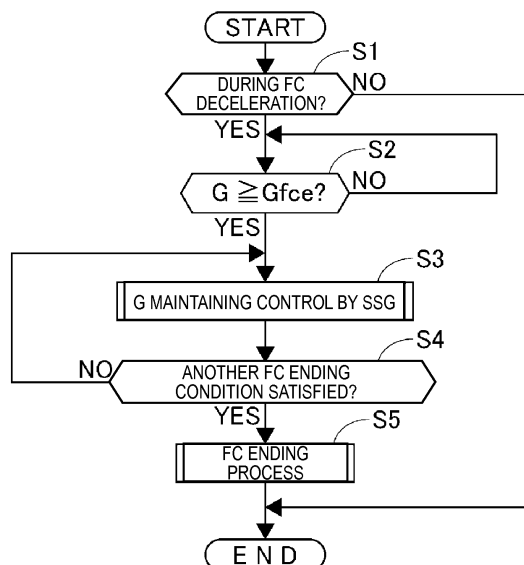 START
S1
DURING FC
DECELERATION?
NO
YES
S2
G ≧ Gfce?
NO
YES
S3
G MAINTAINING CONTROL BY SSG
S4
NO
ANOTHER FC ENDING
CONDITION SATISFIED?
YES
S5
FC ENDING
PROCESS
END